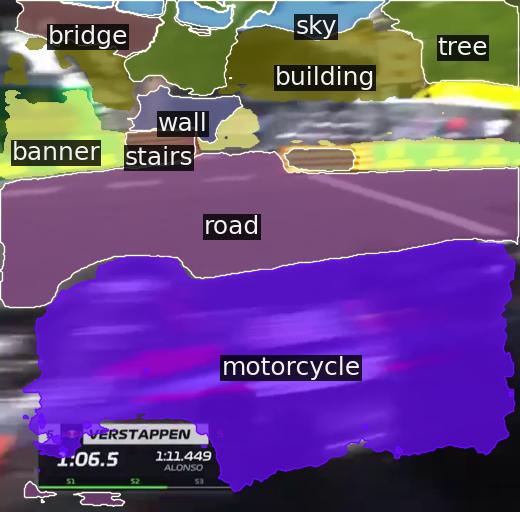 sky
bridge
tree
building
wall
banner
stairs
road
motorcycle
VERSTAPPEN
1:06.5
1:11.449
ALONSO
S1 S2 S3